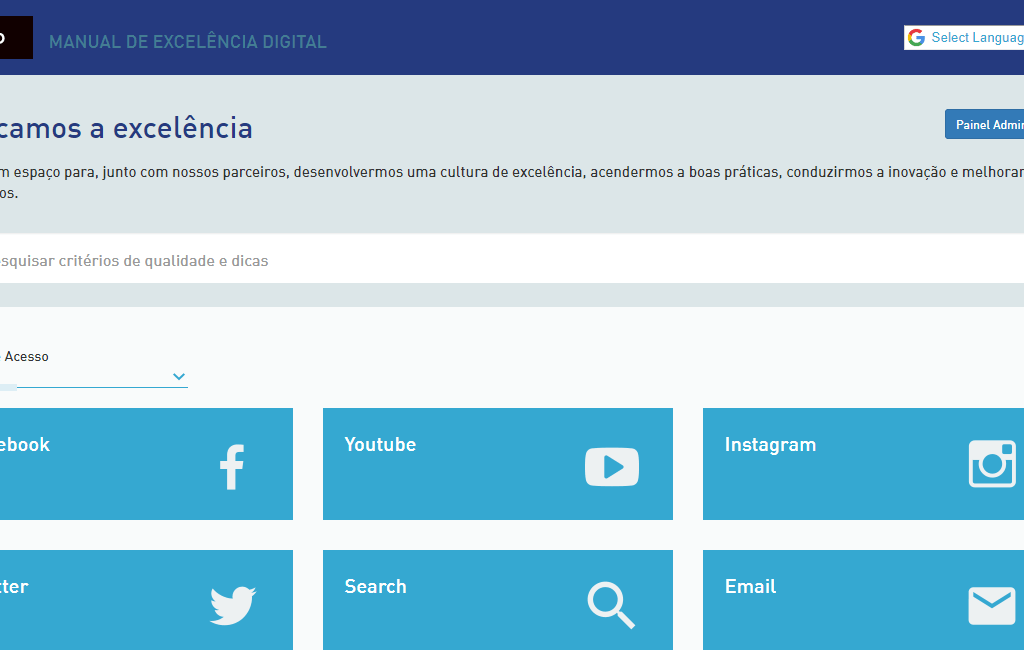 O
MANUAL DE EXCELÊNCIA DIGITAL
Select Languag
camos a excelência
Painel Admin
m espaço para, junto com nossos parceiros, desenvolvermos uma cultura de excelência, acendermos a boas práticas, conduzirmos a inovação e melhorar
os.
squisar critérios de qualidade e dicas
Acesso
ebook
Youtube
Instagram
tter
Search
Email